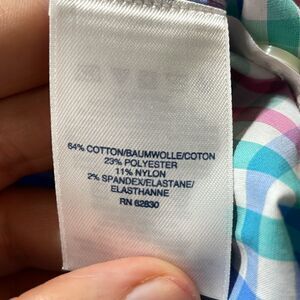 64% COTTON/BAUMWOLLE/COTON
23% POLYESTER
11% NYLON
2% SPANDEX/ELASTANE/
ELASTHANNE
RN 62830